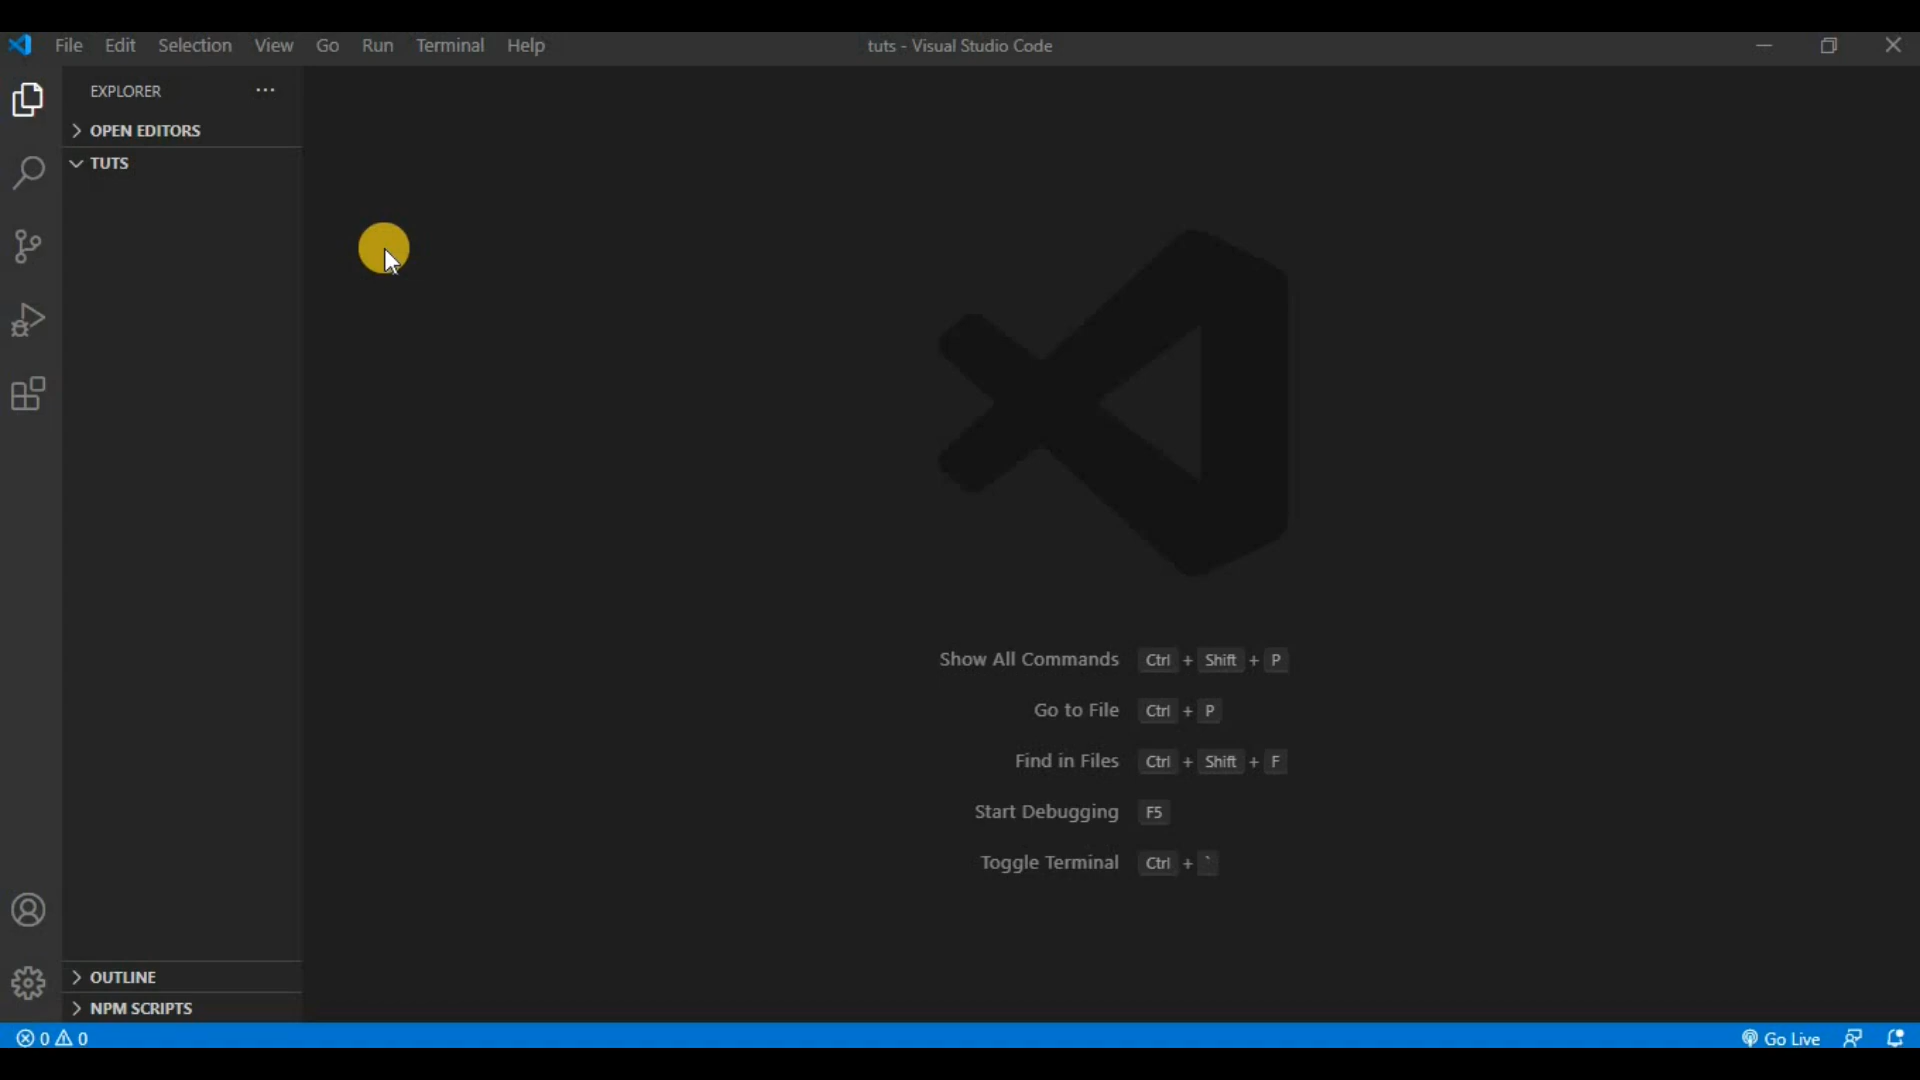 File Edit Selection View Go Run Terminal Help
tuts - Visual Studio Code
EXPLORER ···
OPEN EDITORS
TUTS
Show All Commands Ctrl + Shift + P
Go to File Ctrl + P
Find in Files Ctrl + Shift + F
Start Debugging F5
Toggle Terminal Ctrl + `
OUTLINE
NPM SCRIPTS
0 0
Go Live